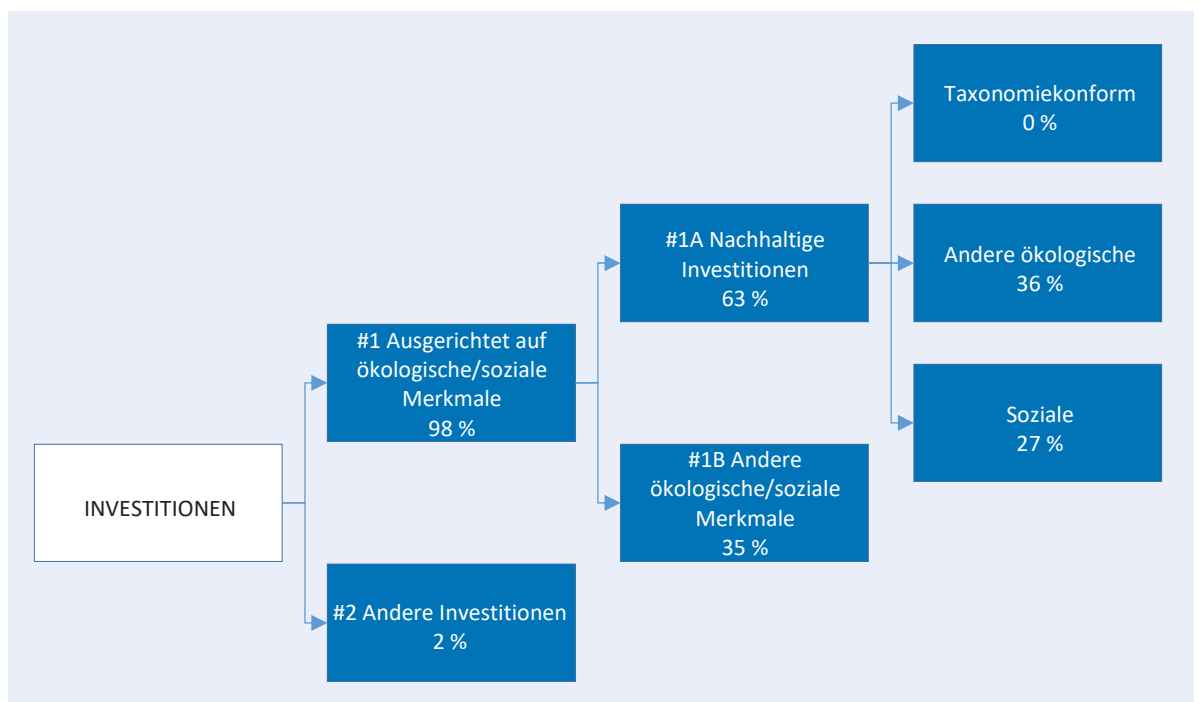 INVESTITIONEN
#1 Ausgerichtet auf
ökologische/soziale
Merkmale
98 %
#2 Andere Investitionen
2 %
#1A Nachhaltige
Investitionen
63 %
#1B Andere
ökologische/soziale
Merkmale
35 %
Taxonomiekonform
0 %
Andere ökologische
36 %
Soziale
27 %